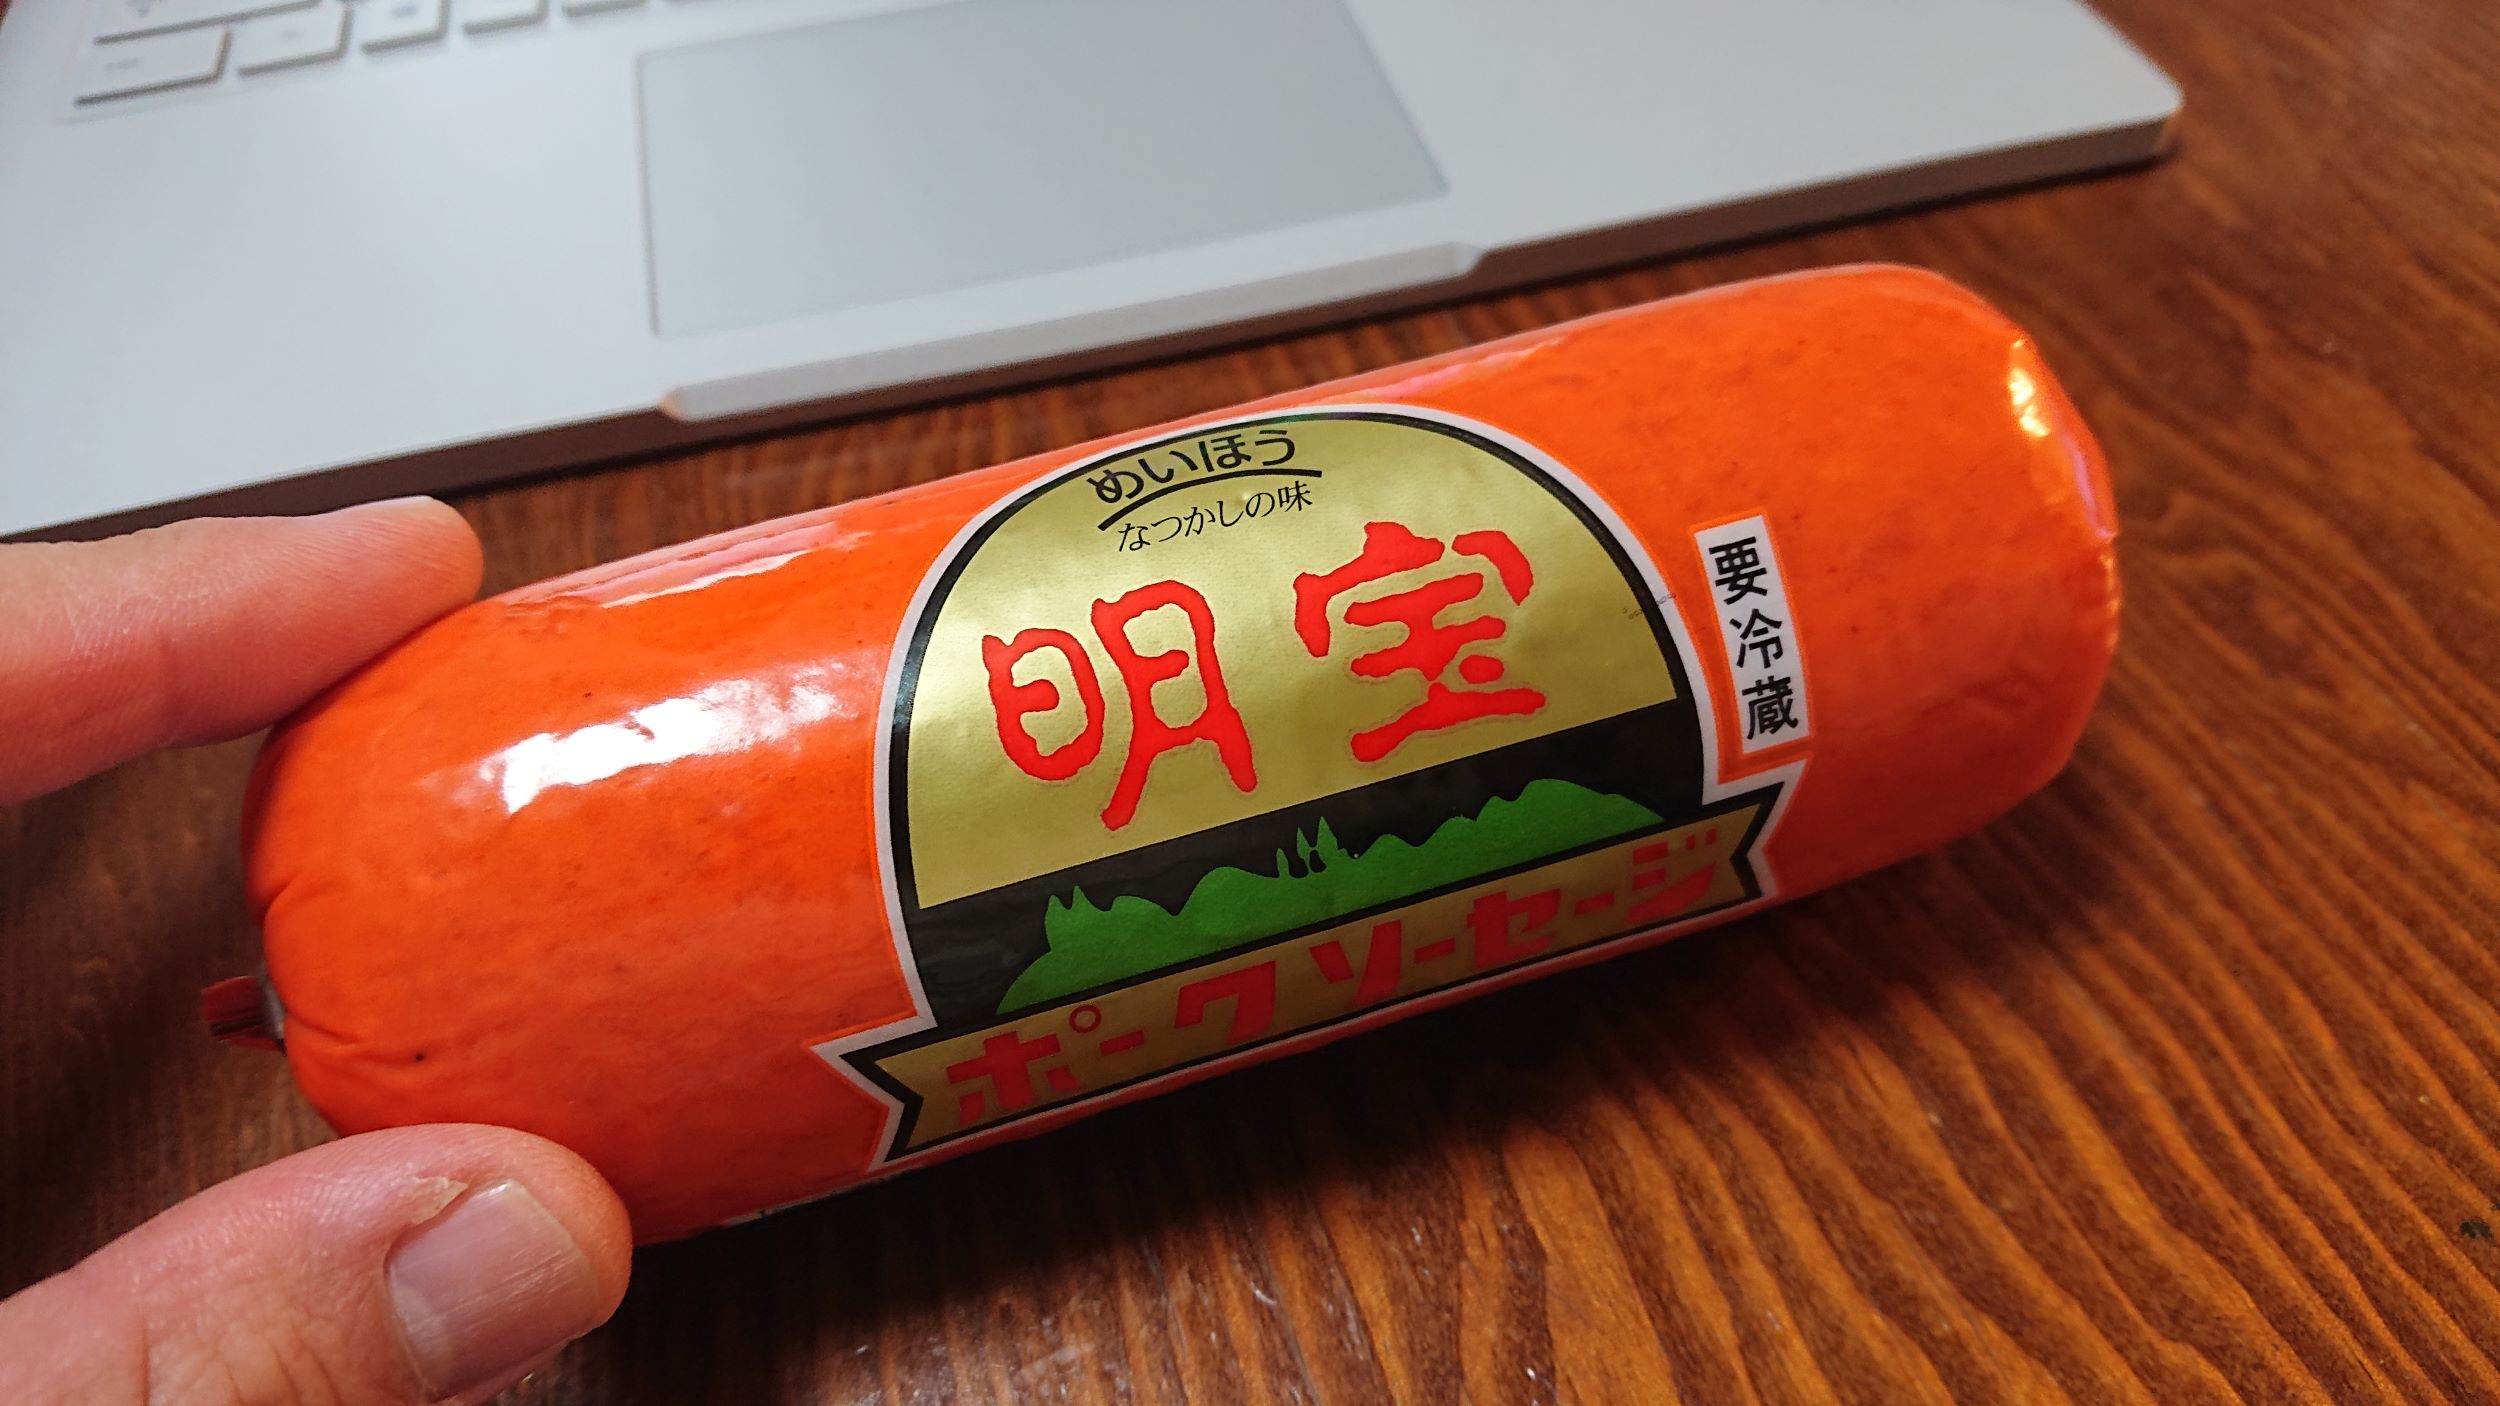 めいほう
なつかしの味
明宝
ポークソーセージ
要冷蔵